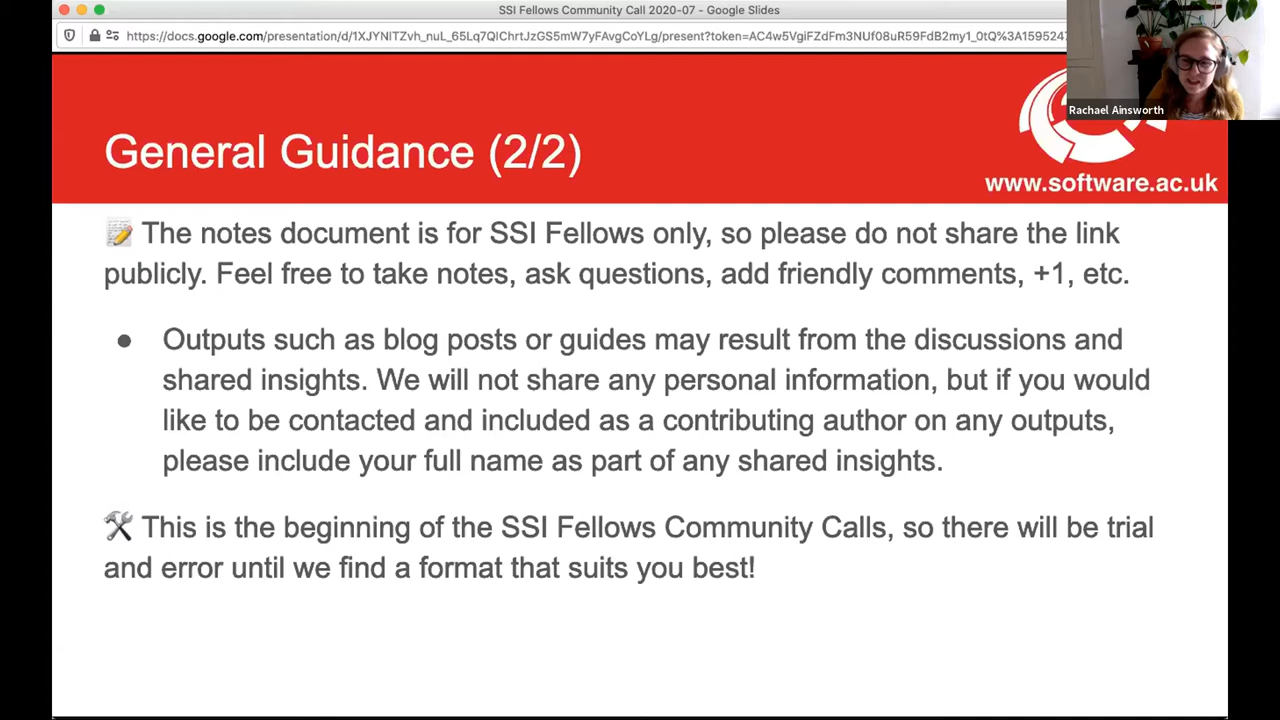 SSI Fellows Community Call 2020-07 - Google Slides
https://docs.google.com/presentation/d/1XJYNITZvh_nuL_65Lq7QIChrtJzGS5mW7yFAvgCoYLg/present?token=AC4w5VgiFZdFm3NUf08uR59FdB2my1_0tQ%3A1595247
Rachael Ainsworth
General Guidance (2/2)
www.software.ac.uk
📝 The notes document is for SSI Fellows only, so please do not share the link
publicly. Feel free to take notes, ask questions, add friendly comments, +1, etc.
● Outputs such as blog posts or guides may result from the discussions and
shared insights. We will not share any personal information, but if you would
like to be contacted and included as a contributing author on any outputs,
please include your full name as part of any shared insights.
🛠 This is the beginning of the SSI Fellows Community Calls, so there will be trial
and error until we find a format that suits you best!